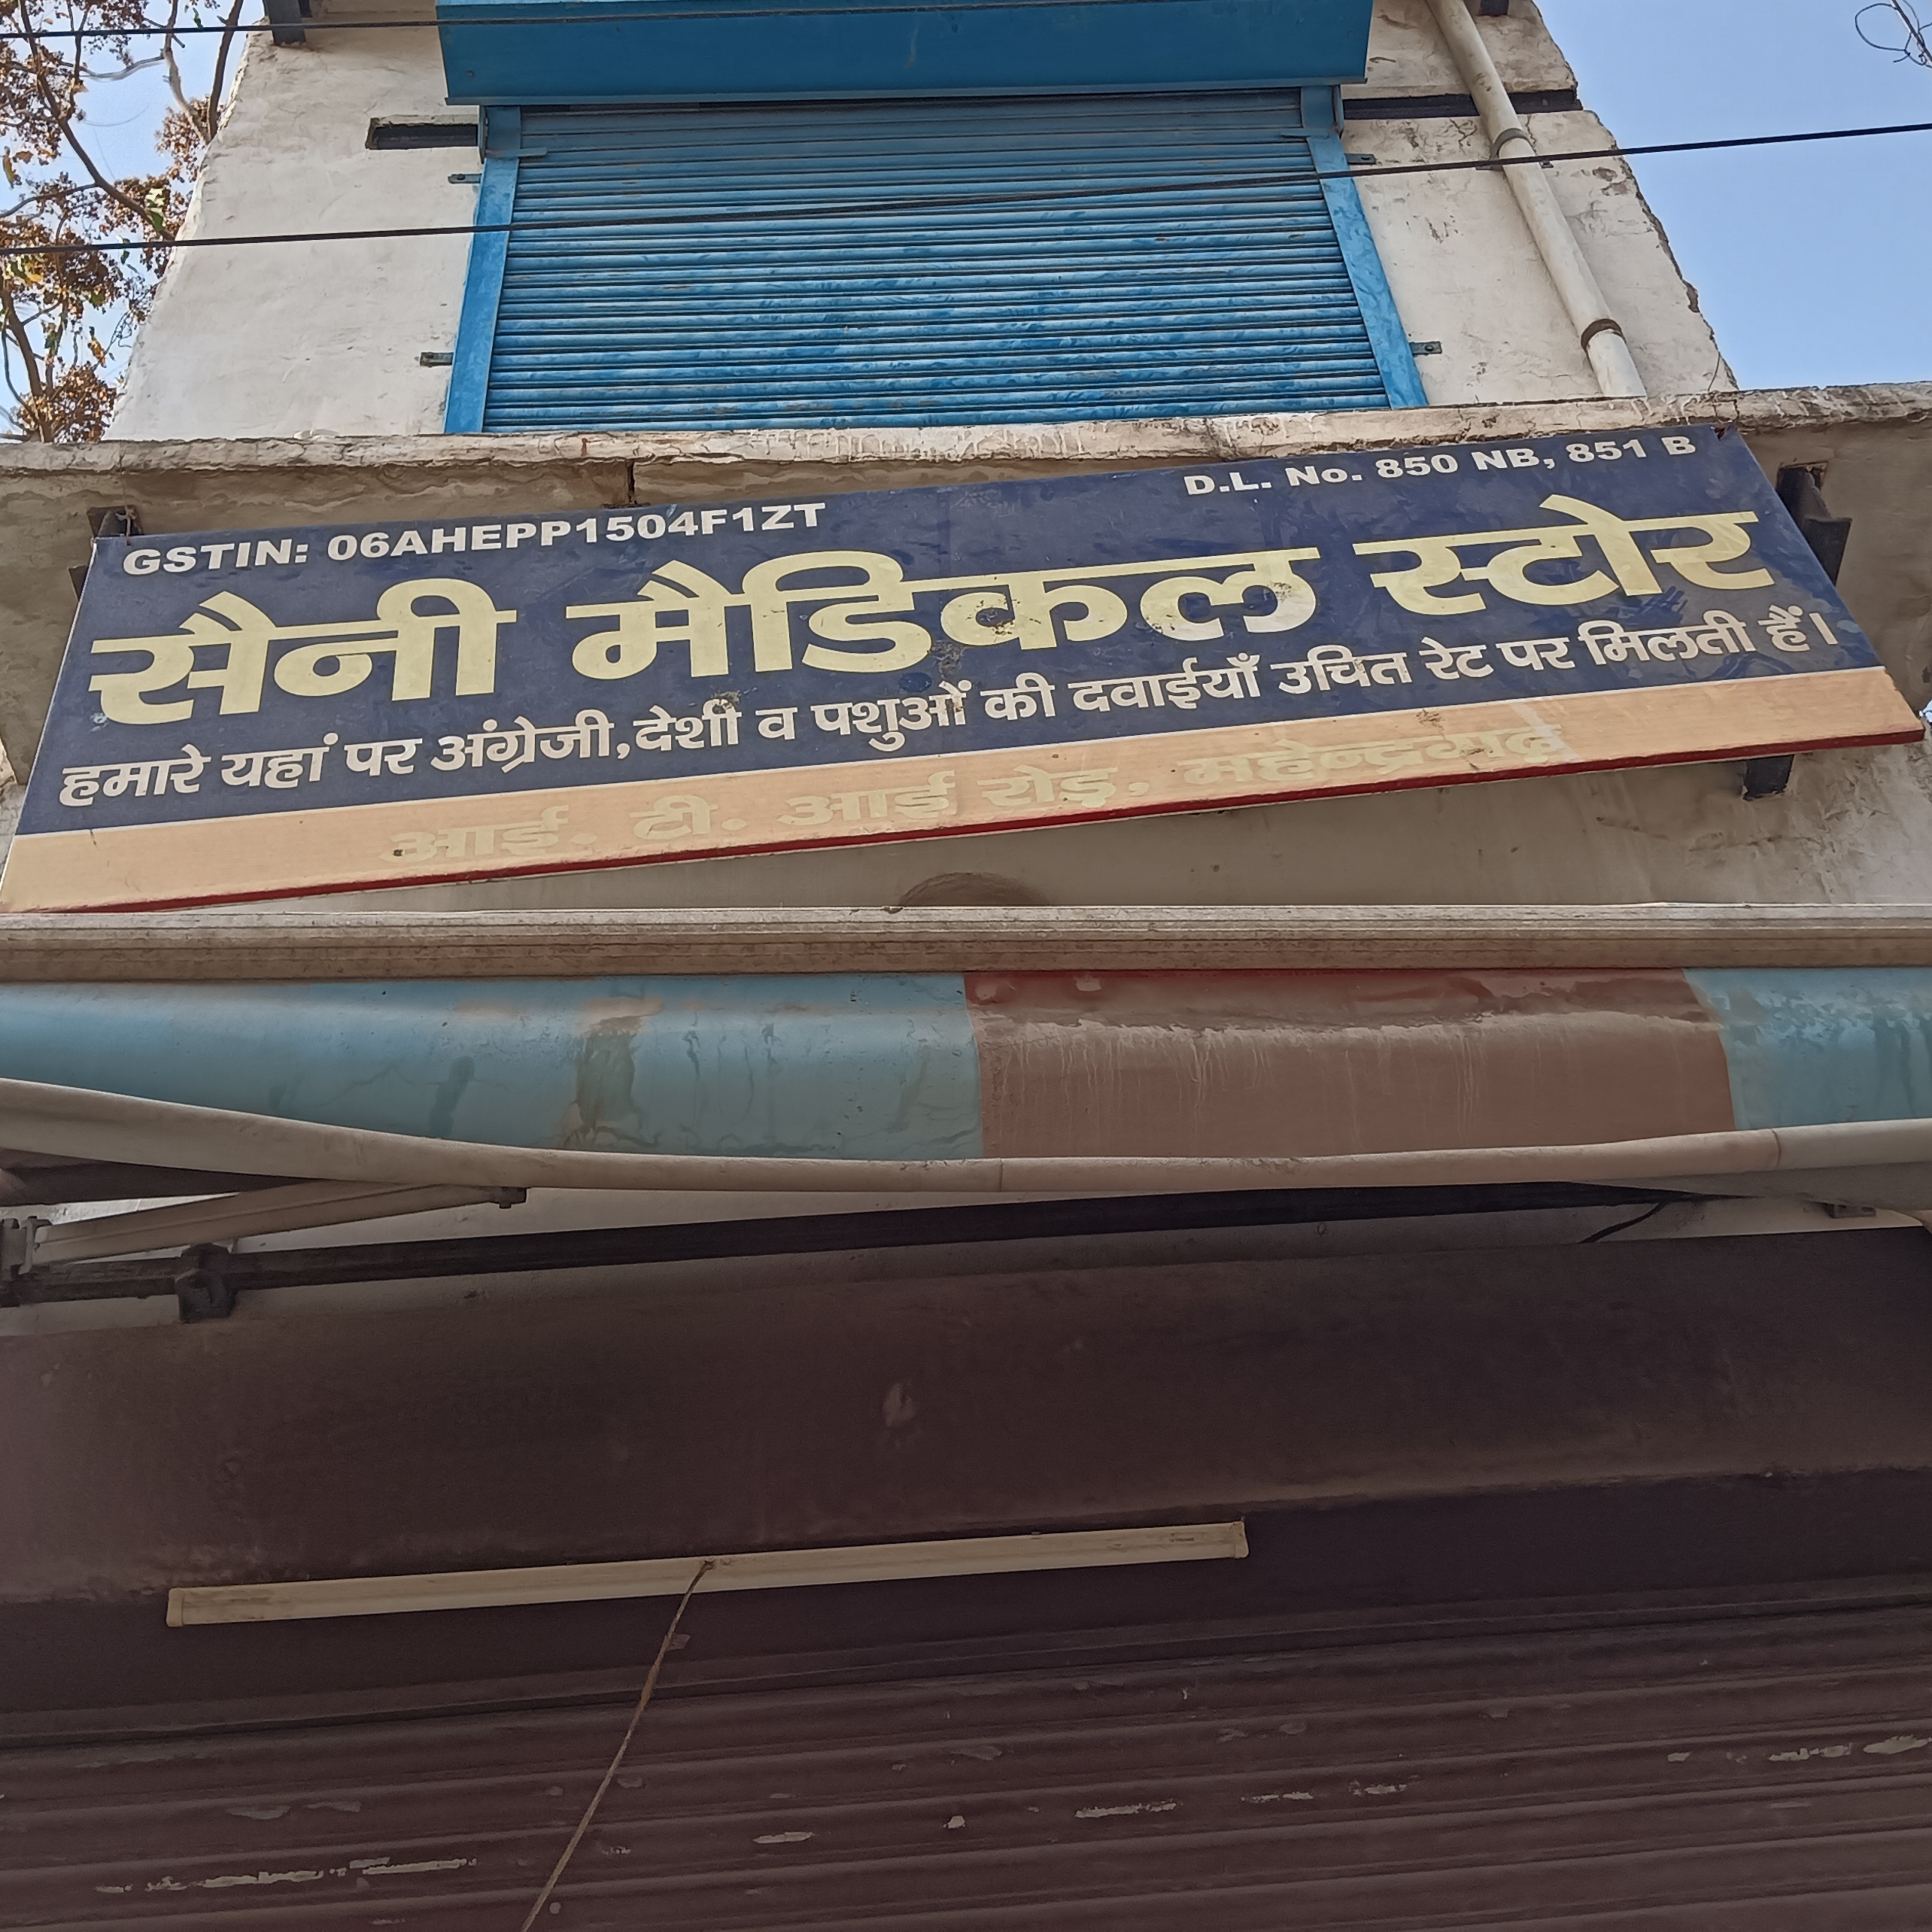 GSTIN: 06AHEPP1504F1ZT D.L. No. 850 NB, 851 B
सैनी मैडिकल स्टोर
हमारे यहां पर अंग्रेजी,देशी व पशुओं की दवाईयाँ उचित रेट पर मिलती हैं।
आई. टी. आई रोड़, महेन्द्रगढ़